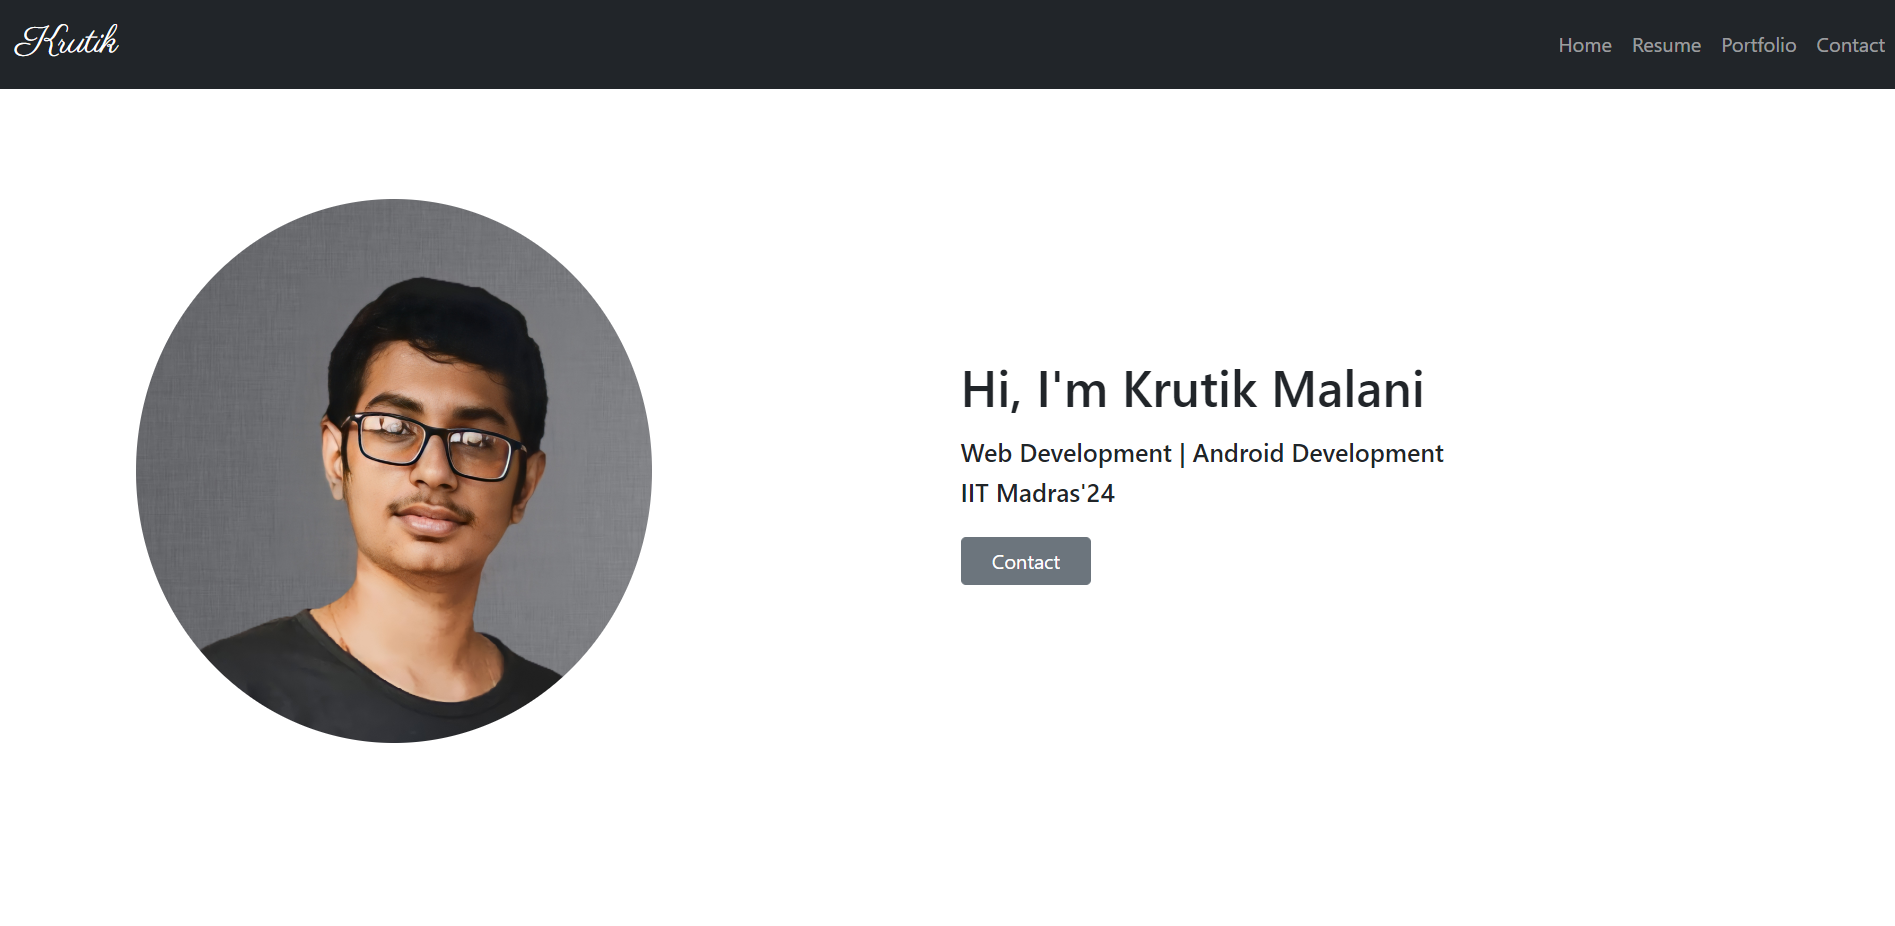 Krutik
Home Resume Portfolio Contact
Hi, I'm Krutik Malani
Web Development | Android Development
IIT Madras'24
Contact